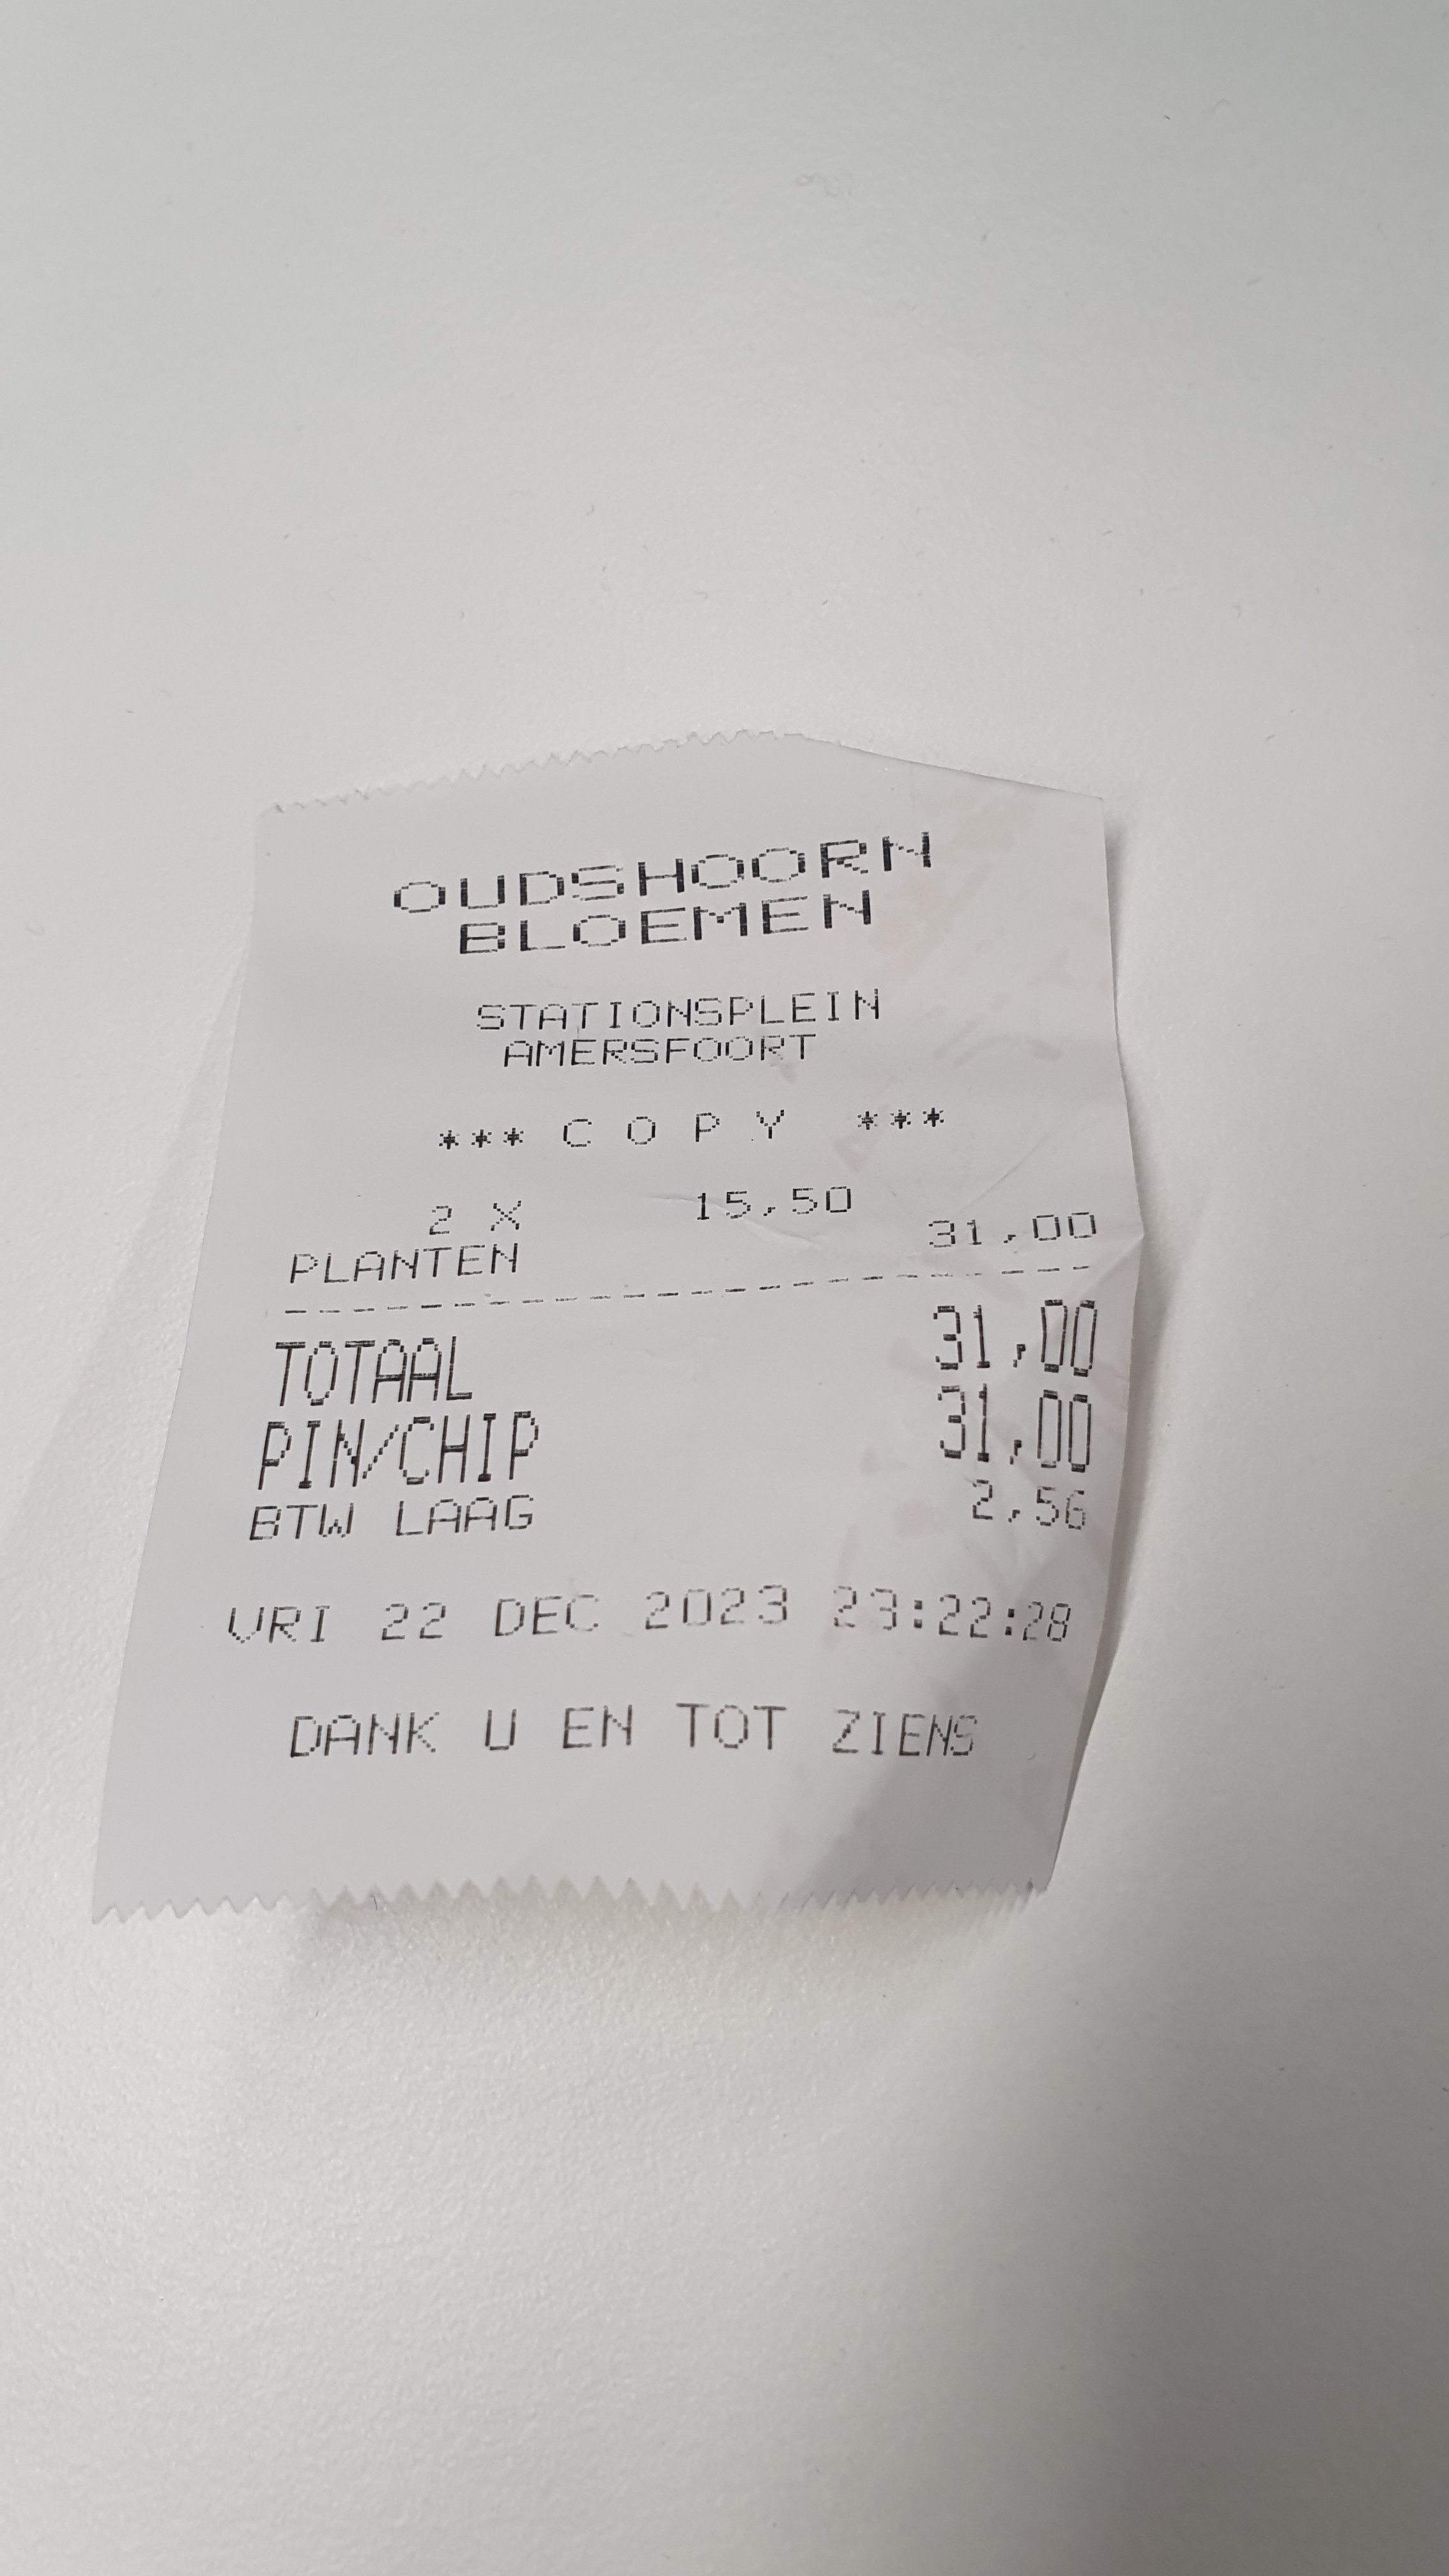 OUDSHOORN
BLOEMEN
STATIONSPLEIN
AMERSFOORT
*** C O P Y ***
2 X 15,50
PLANTEN 31,00
TOTAAL 31,00
PIN/CHIP 31,00
BTW LAAG 2,56
VRI 22 DEC 2023 23:22:28
DANK U EN TOT ZIENS